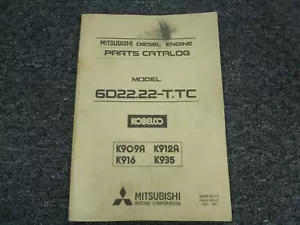 MITSUBISHI DIESEL ENGINE
PARTS CATALOG
MODEL
6D22.22-T.TC
KOBELCO
K909A K912A
K916 K935
MITSUBISHI
MOTORS CORPORATION